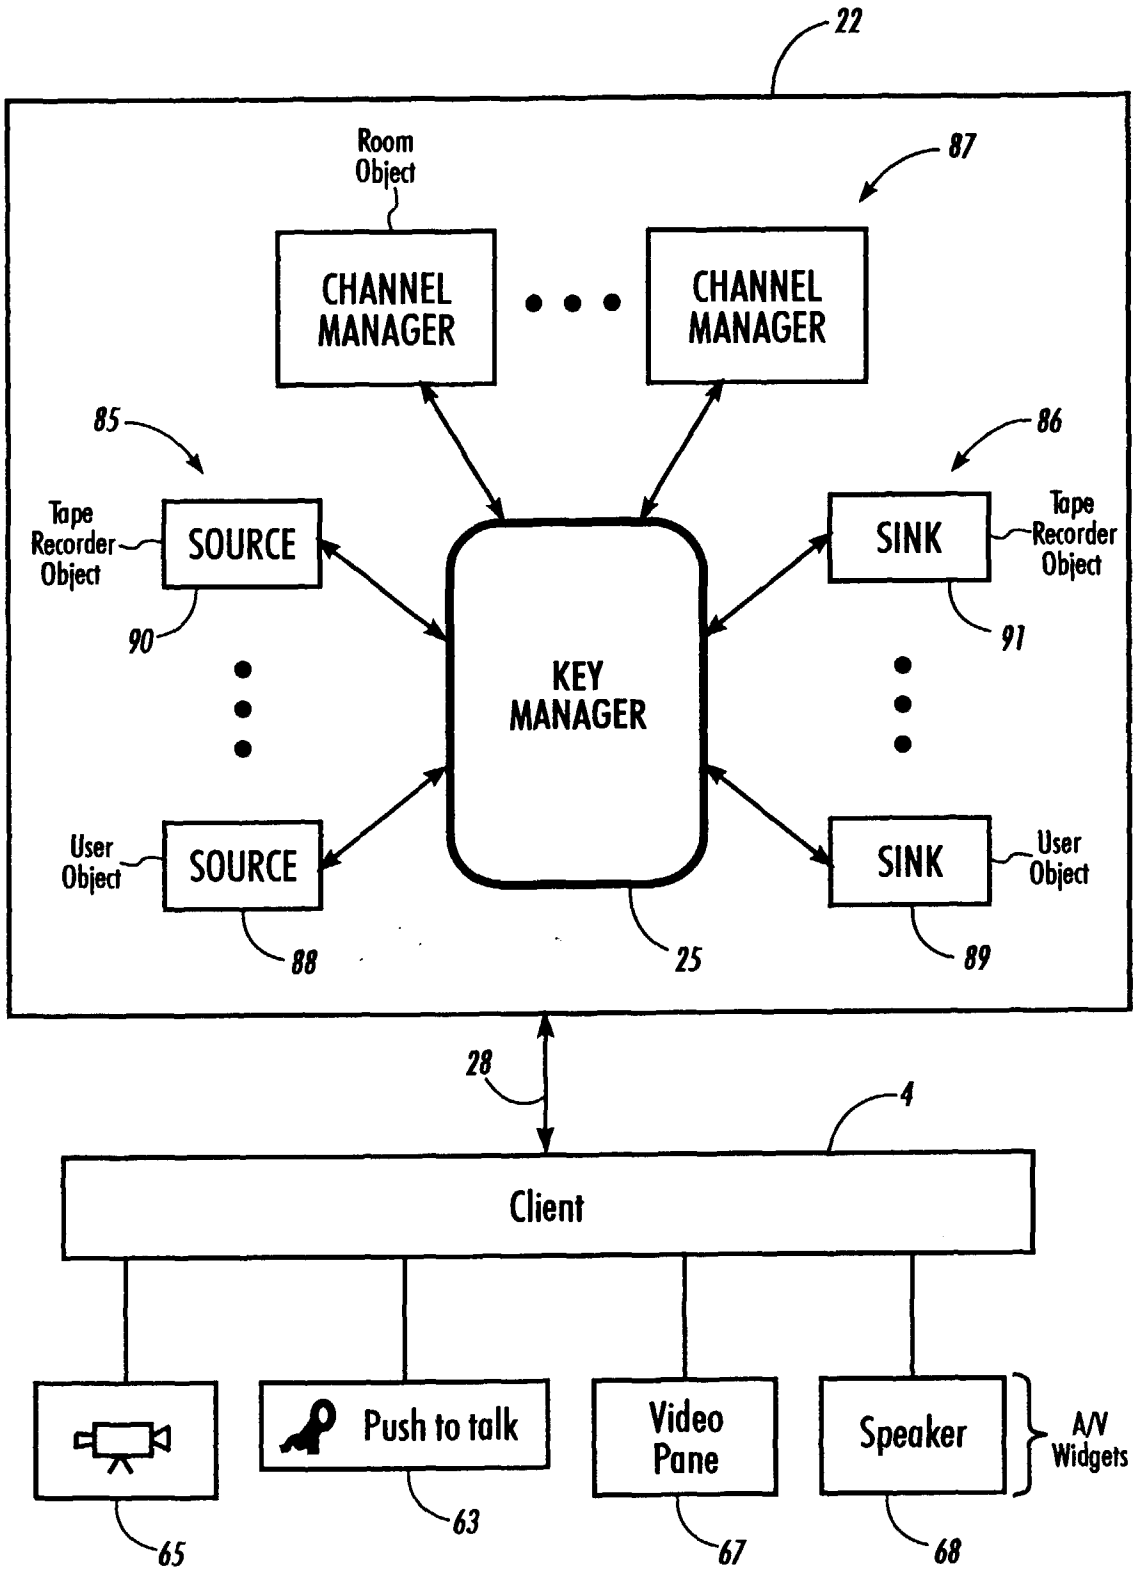 22
Room
Object
87
CHANNEL
MANAGER
CHANNEL
MANAGER
85
86
Tape
Recorder
Object
SOURCE
SINK
Tape
Recorder
Object
90
91
KEY
MANAGER
User
Object
SOURCE
SINK
User
Object
88
25
89
28
4
Client
Push to talk
Video
Pane
Speaker
A/V
Widgets
65
63
67
68